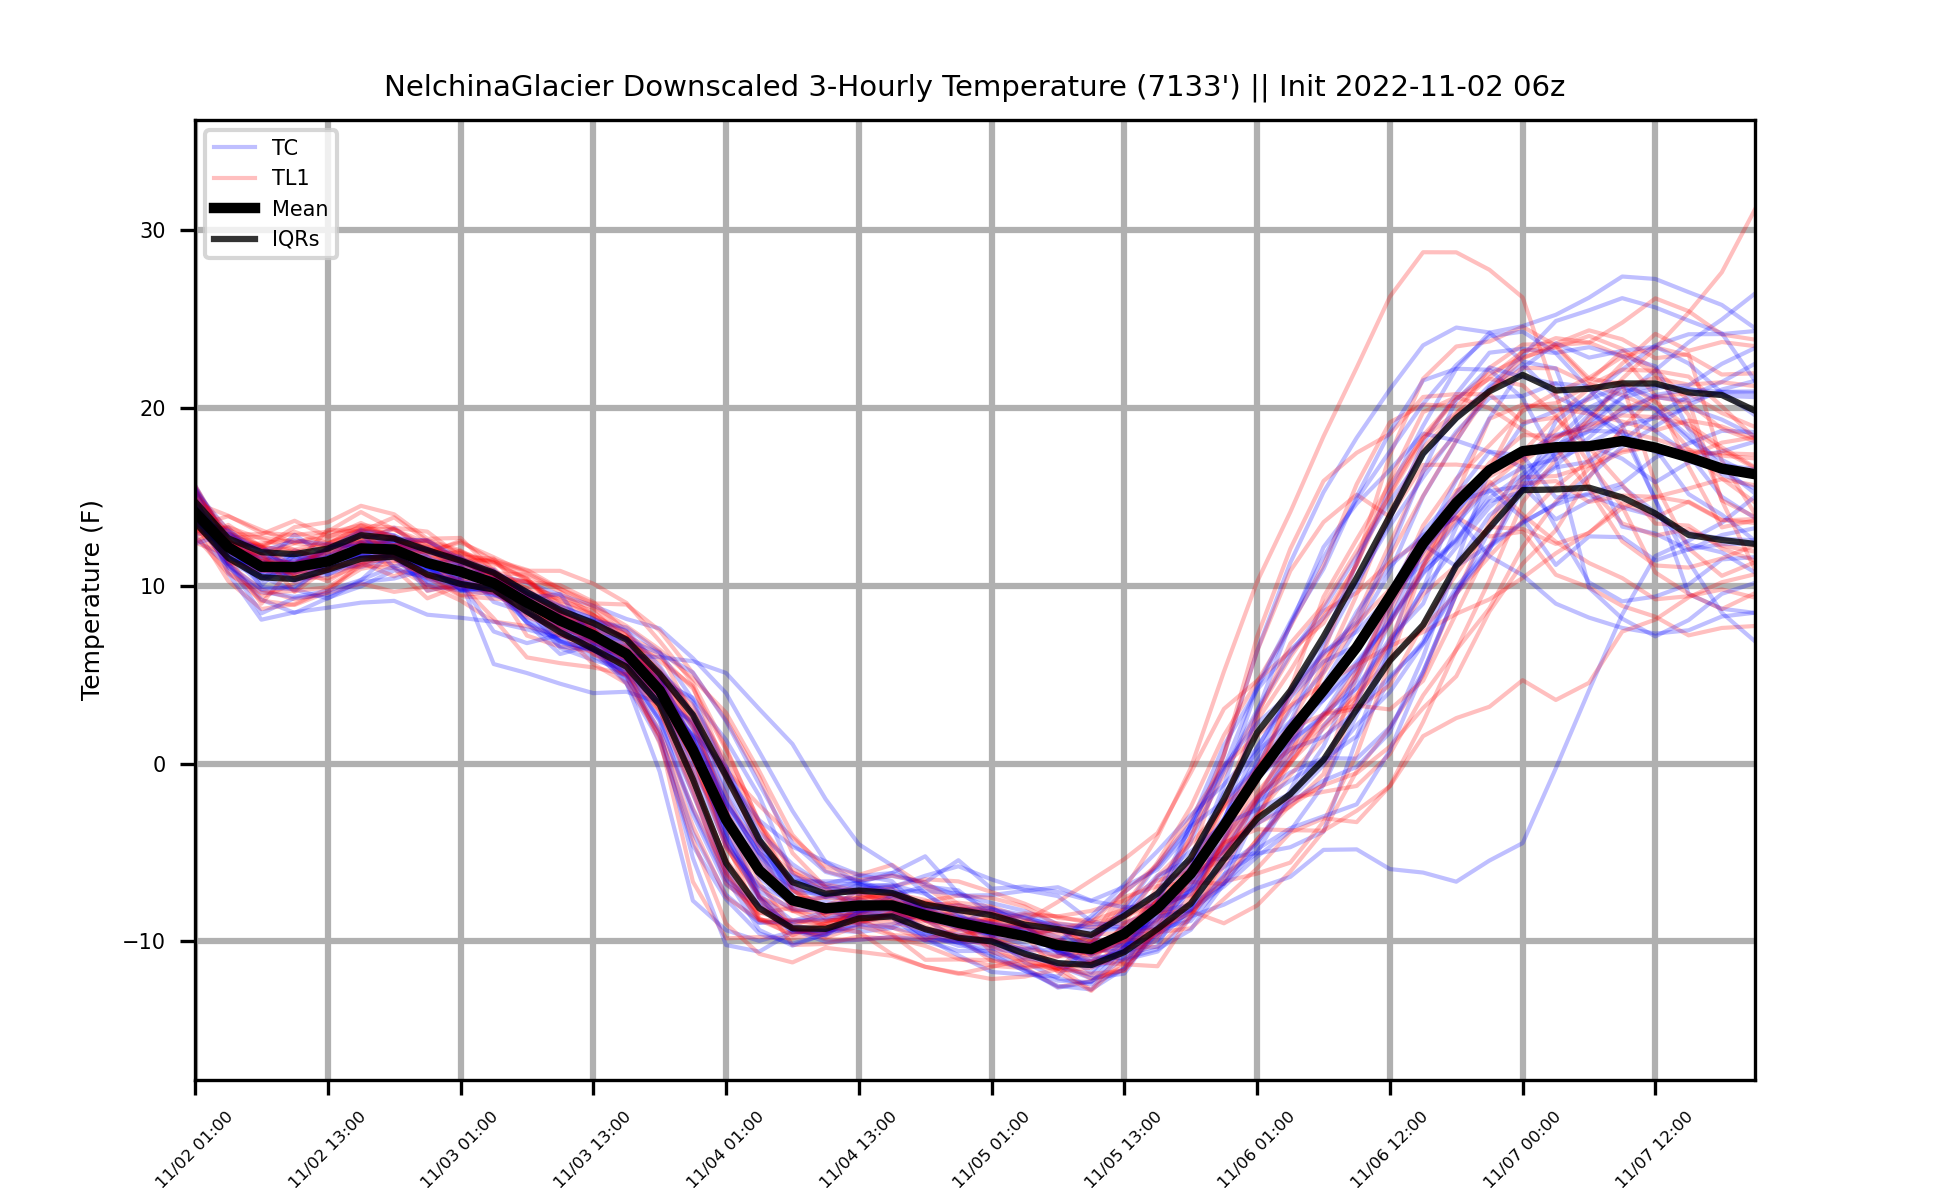 NelchinaGlacier Downscaled 3-Hourly Temperature (7133') || Init 2022-11-02 06z
TC
TL1
Mean
IQRs
Temperature (F)
30
20
10
0
−10
11/02 01:00
11/02 13:00
11/03 01:00
11/03 13:00
11/04 01:00
11/04 13:00
11/05 01:00
11/05 13:00
11/06 01:00
11/06 12:00
11/07 00:00
11/07 12:00